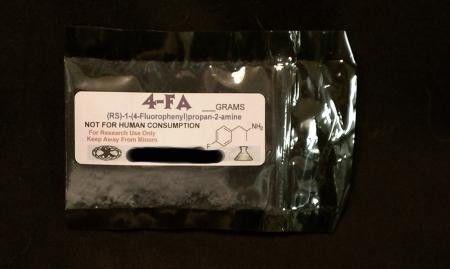 4-FA ___GRAMS
(RS)-1-(4-Fluorophenyl)propan-2-amine
NOT FOR HUMAN CONSUMPTION
For Research Use Only
Keep Away From Minors
NH₂
F